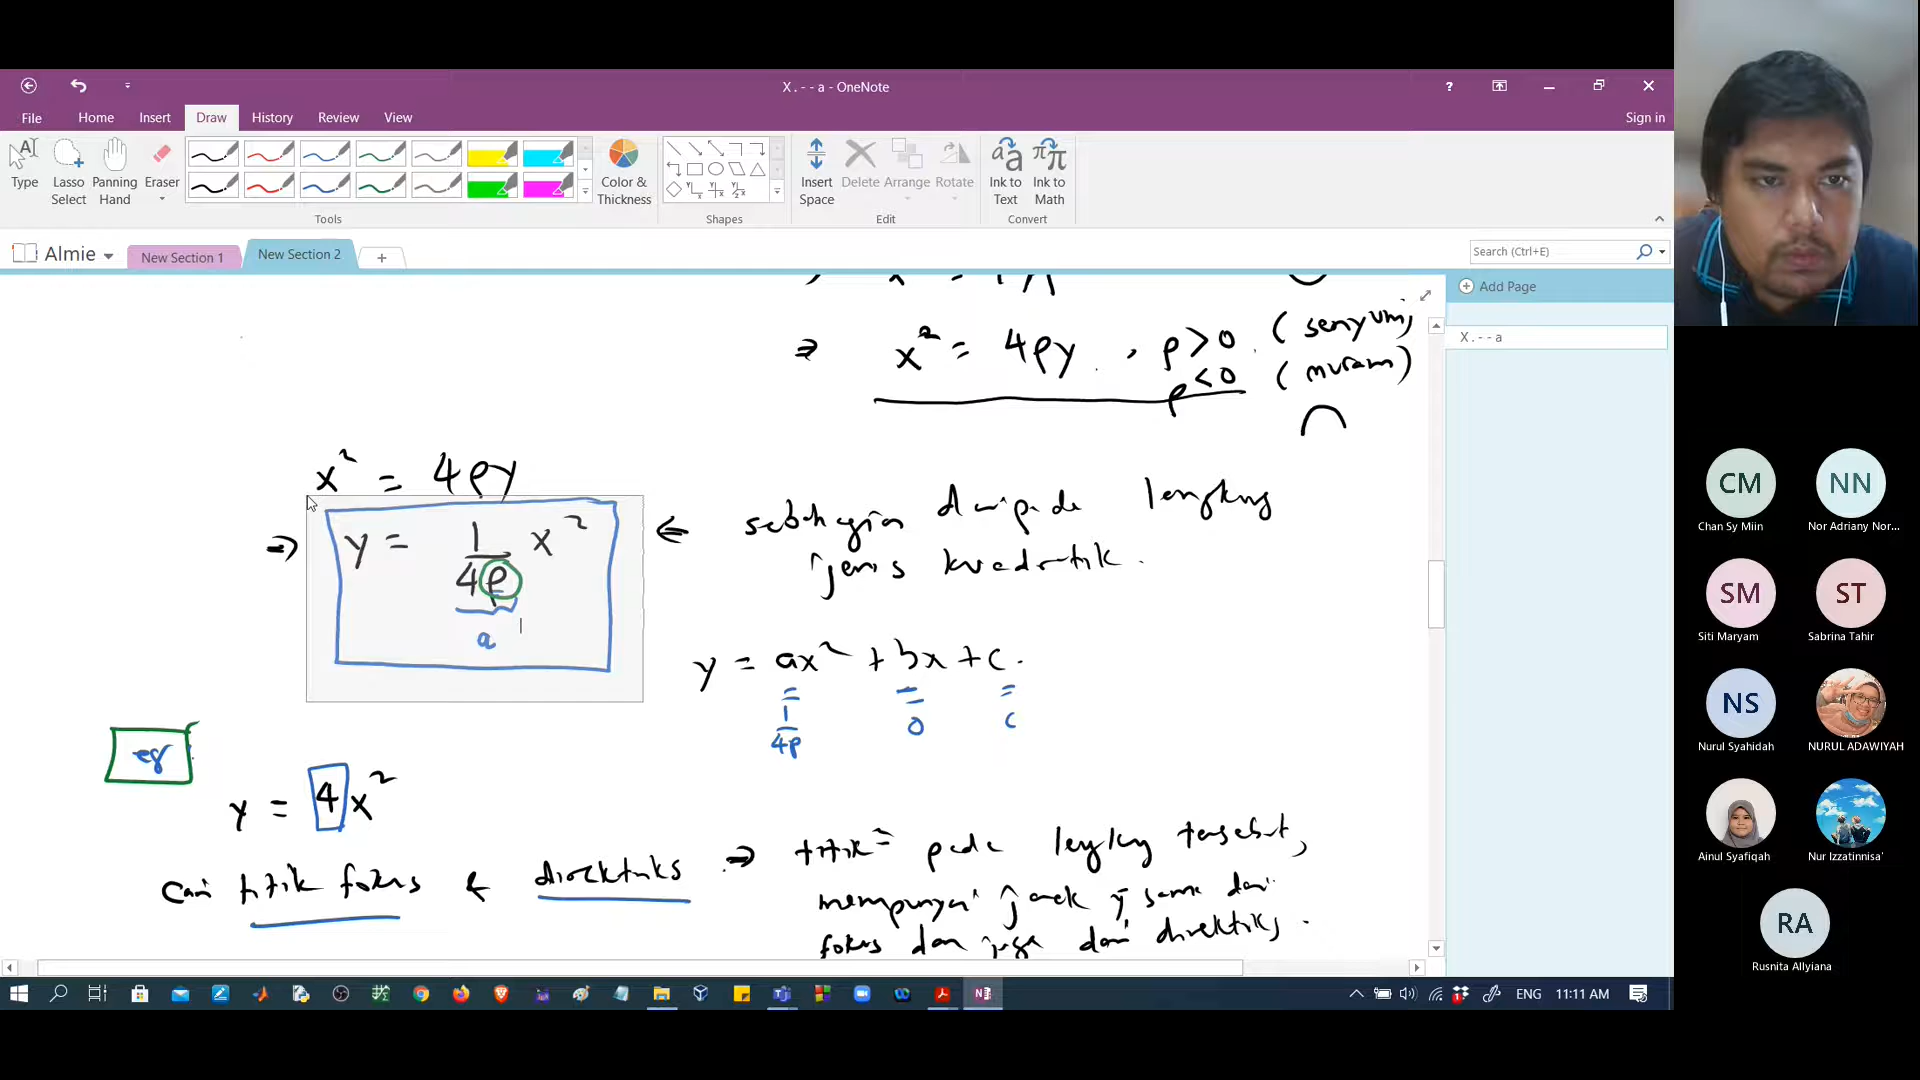 X . - - a - OneNote
File Home Insert Draw History Review View
Sign in
Type
Lasso Select
Panning Hand
Eraser
Color & Thickness
Insert Space
Delete
Arrange
Rotate
Ink to Text
Ink to Math
Tools
Shapes
Edit
Convert
Almie
New Section 1
New Section 2
Search (Ctrl+E)
Add Page
X . - - a
⇒ x² = 4py , p>0 (senyum)
p<0 (muram)
x² = 4py
⇒ y = 1/4p x²
a
⇐ sebahagian daripada lengkung
jenis kuadratik.
y = ax² + bx + c.
1/4p 0 c
eg
y = 4x²
cari titik fokus & direktriks ⇒ titik² pada lengkung tersebut,
mempunyai jarak yg sama dari
fokus dan juga dari direktriks.
CM
Chan Sy Miin
NN
Nor Adriany Nor...
SM
Siti Maryam
ST
Sabrina Tahir
NS
Nurul Syahidah
NURUL ADAWIYAH
Ainul Syafiqah
Nur Izzatinnisa'
RA
Rusnita Allyiana
ENG 11:11 AM